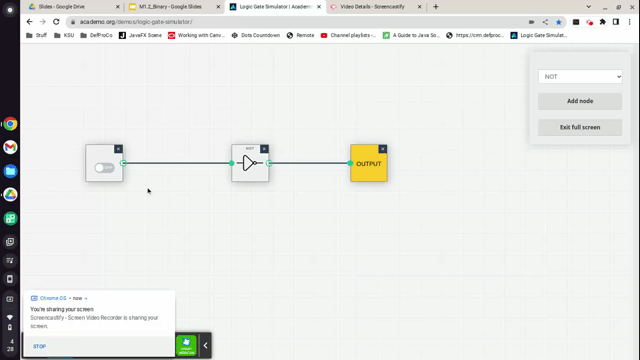 Slides - Google Drive
M1.2_Binary - Google Slides
Logic Gate Simulator | Academ
Video Details - Screencastify
academo.org/demos/logic-gate-simulator/
Stuff
KSU
DefProCo
JavaFX Scene
Working with Canv...
Dots Countdown
Remote
Channel playlists -...
A Guide to Java So...
https://crm.defproc...
Logic Gate Simulat...
NOT
Add node
Exit full screen
NOT
OUTPUT
Chrome OS • now
You're sharing your screen
Screencastify - Screen Video Recorder is sharing your
screen.
STOP
4
28